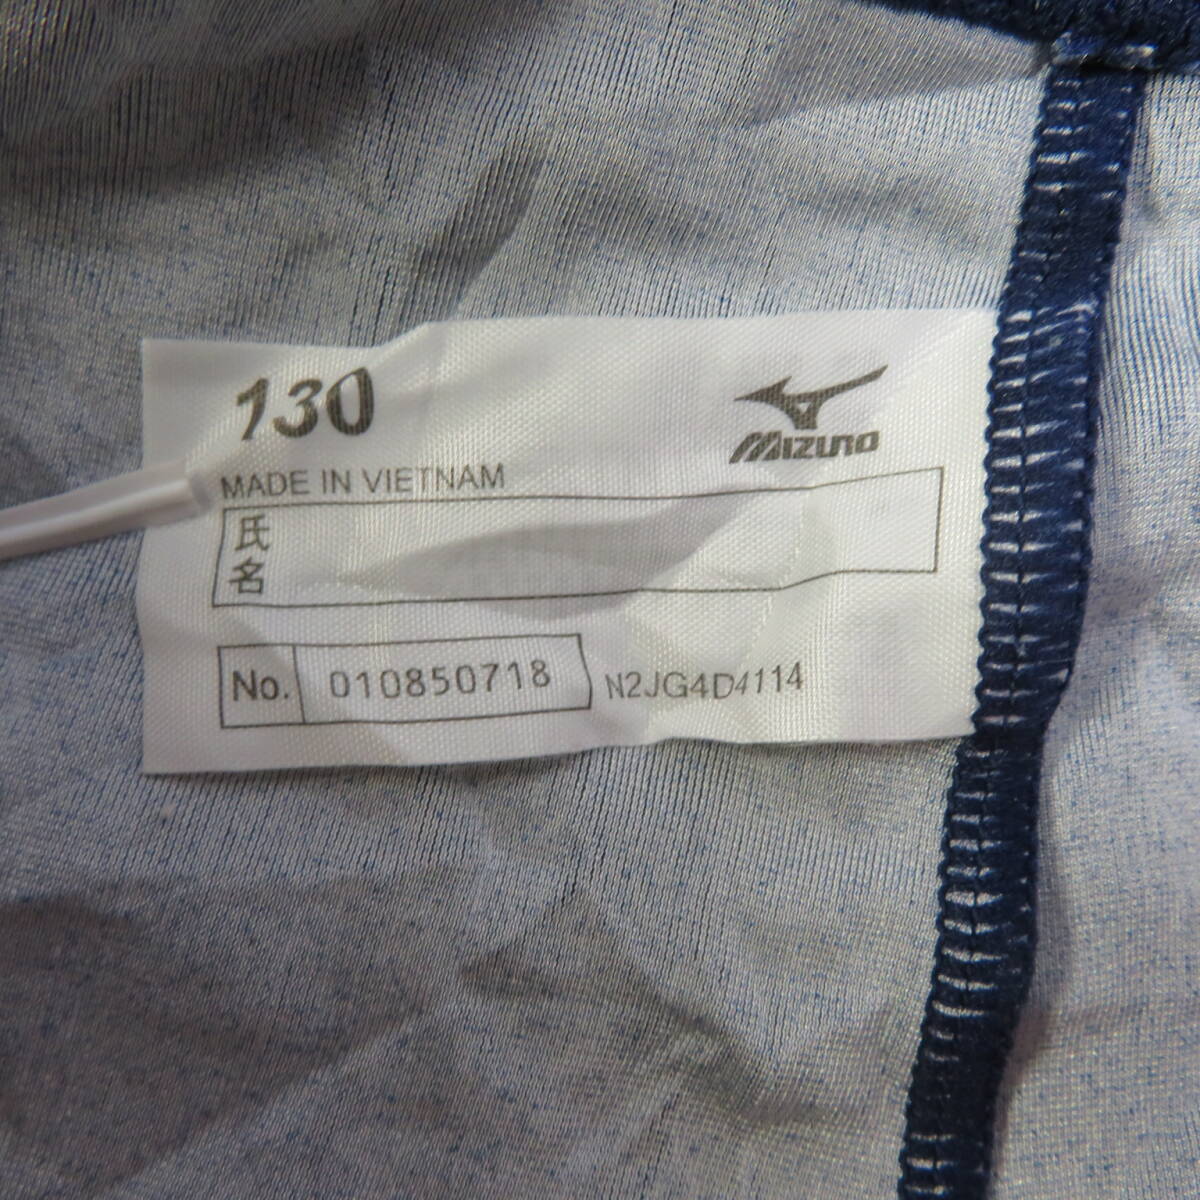 130
MIZUNO
MADE IN VIETNAM
氏名
No. 010850718 N2JG4D4114